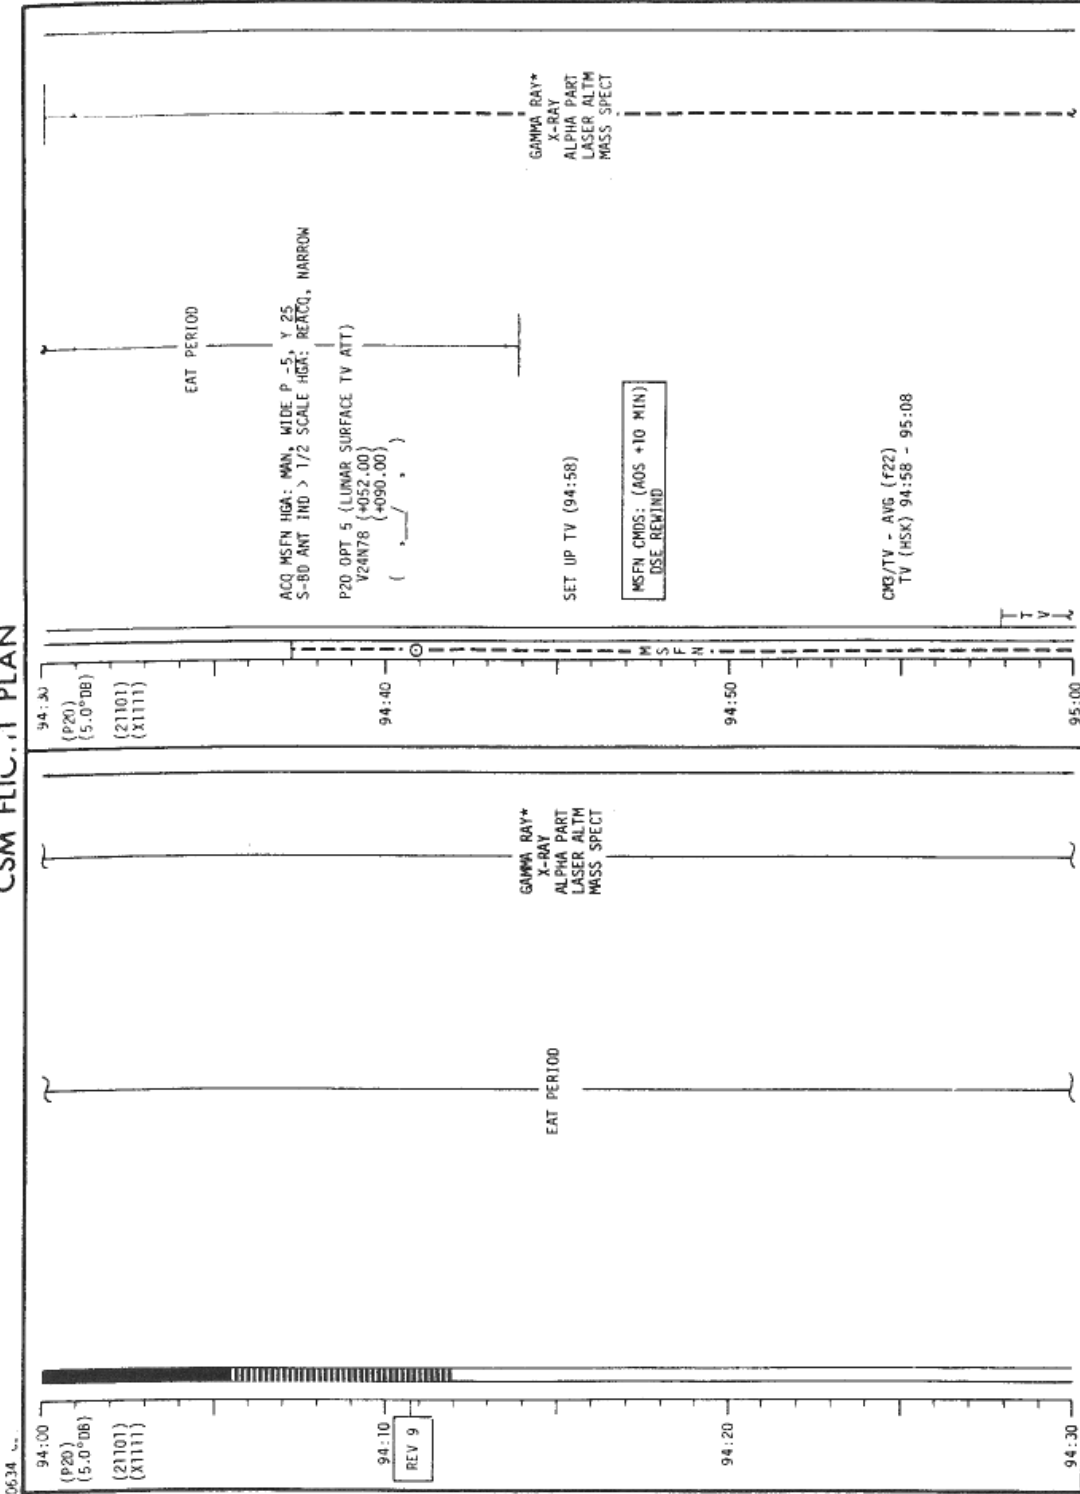 0634
CSM FLIGHT PLAN
94:00
(P20)
(5.0°DB)
(21101)
(X1111)
94:10
REV 9
94:20
94:30
EAT PERIOD
GAMMA RAY*
X-RAY
ALPHA PART
LASER ALTM
MASS SPECT
94:30
(P20)
(5.0°DB)
(21101)
(X1111)
94:40
94:50
95:00
MSFN
TV
EAT PERIOD
ACQ MSFN HGA: MAN, WIDE P -5, Y 25
S-BD ANT IND > 1/2 SCALE HGA: REACQ, NARROW
P20 OPT 5 (LUNAR SURFACE TV ATT)
V24N78 (+052.00)
(+090.00)
( , __/ , )
SET UP TV (94:58)
MSFN CMDS: (AOS +10 MIN)
DSE REWIND
CM3/TV - AVG (f22)
TV (HSK) 94:58 - 95:08
GAMMA RAY*
X-RAY
ALPHA PART
LASER ALTM
MASS SPECT